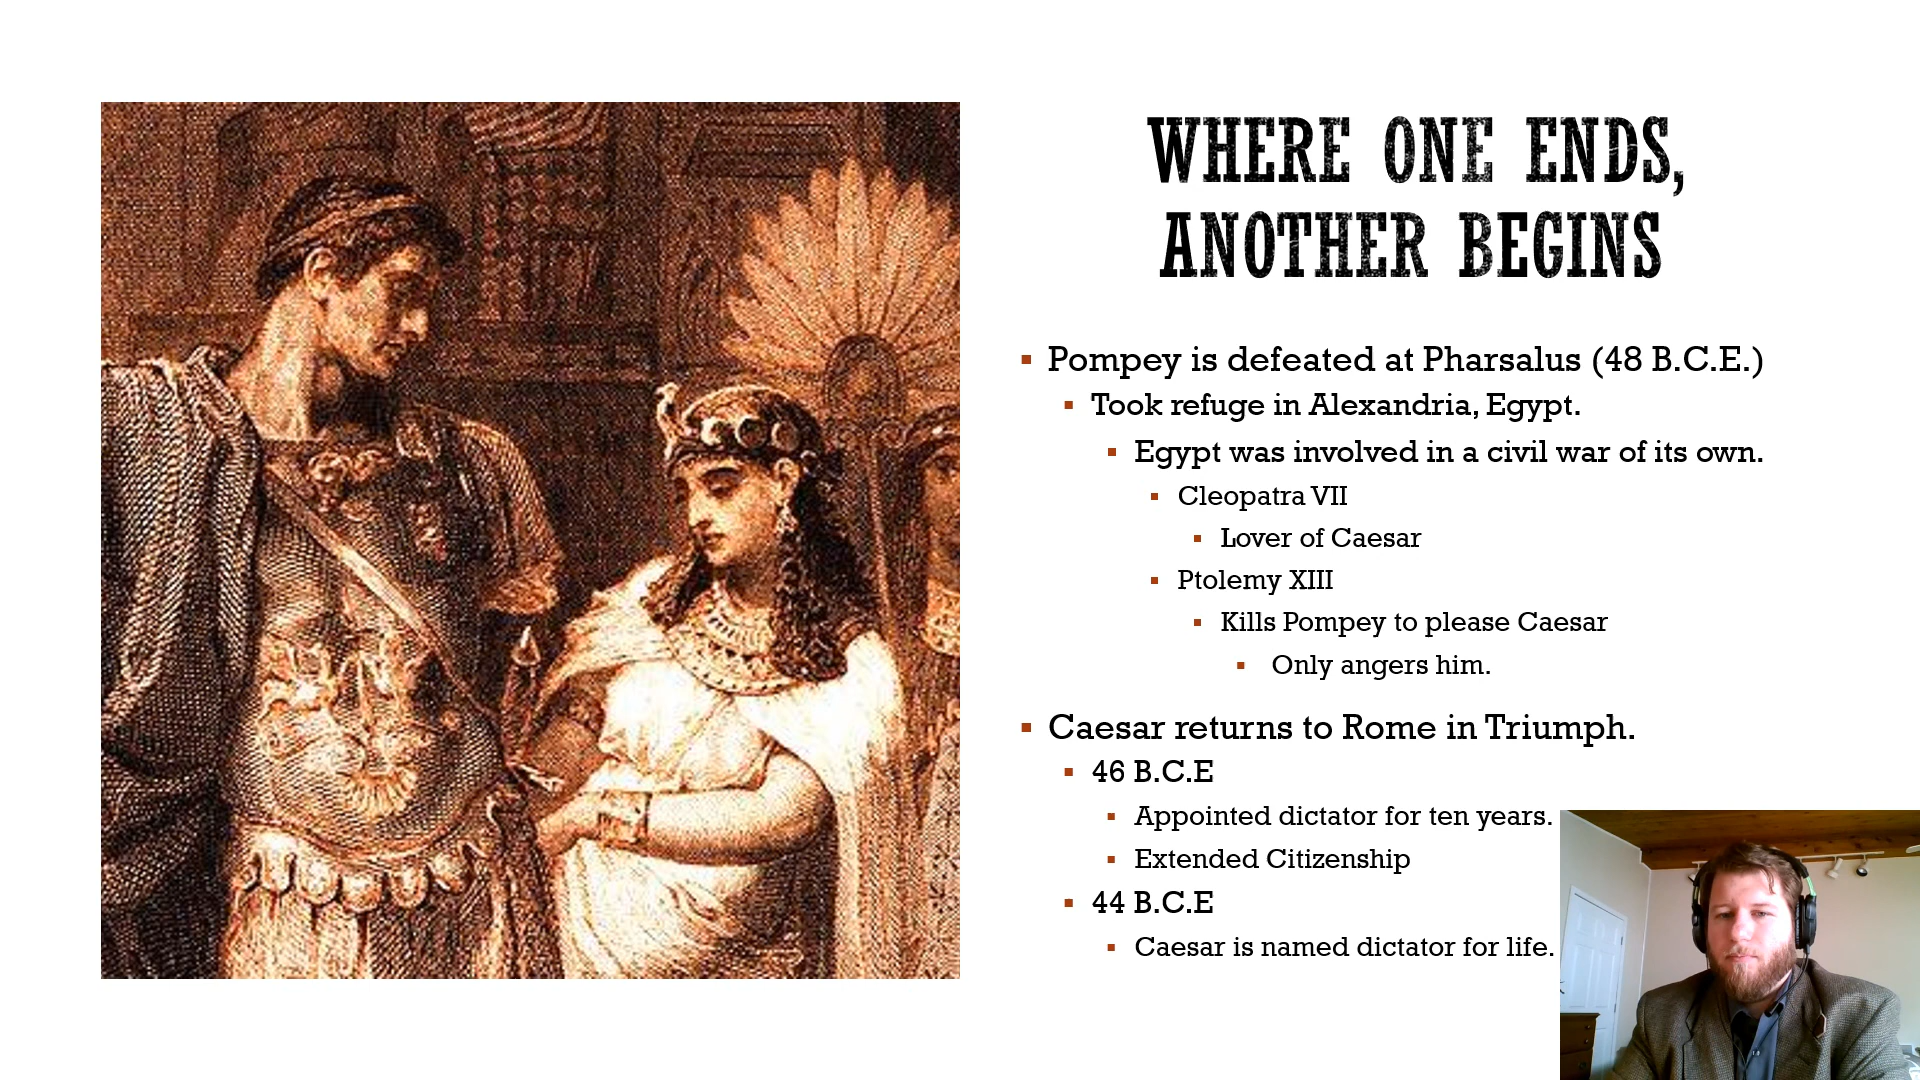 WHERE ONE ENDS,
ANOTHER BEGINS
Pompey is defeated at Pharsalus (48 B.C.E.)
Took refuge in Alexandria, Egypt.
Egypt was involved in a civil war of its own.
Cleopatra VII
Lover of Caesar
Ptolemy XIII
Kills Pompey to please Caesar
Only angers him.
Caesar returns to Rome in Triumph.
46 B.C.E
Appointed dictator for ten years.
Extended Citizenship
44 B.C.E
Caesar is named dictator for life.